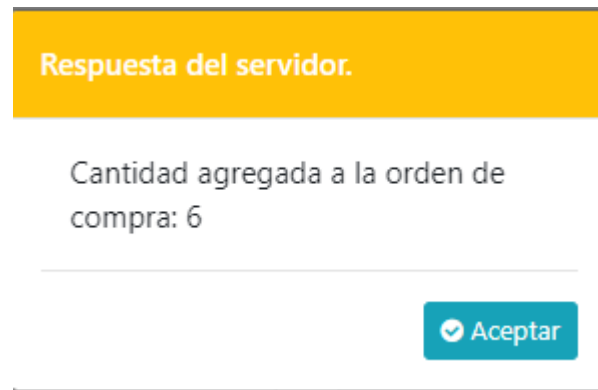 Respuesta del servidor.
Cantidad agregada a la orden de
compra: 6
Aceptar